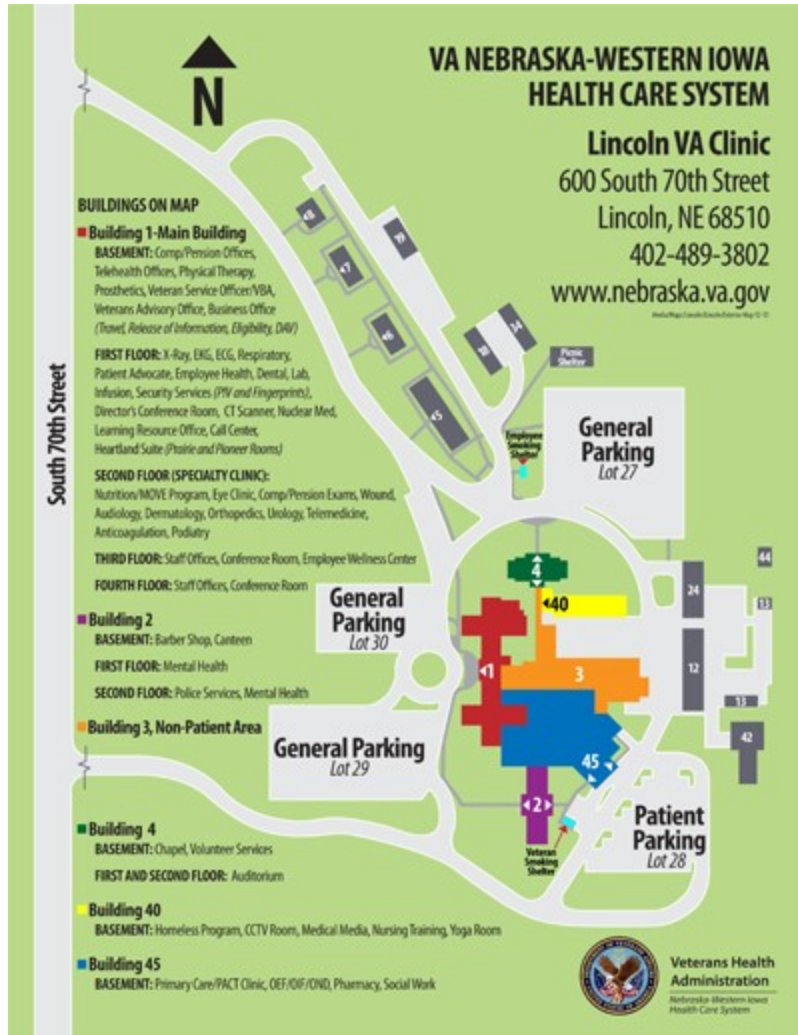 VA NEBRASKA-WESTERN IOWA
HEALTH CARE SYSTEM
Lincoln VA Clinic
600 South 70th Street
Lincoln, NE 68510
402-489-3802
www.nebraska.va.gov
N
South 70th Street
BUILDINGS ON MAP
Building 1-Main Building
BASEMENT: Comp/Pension Offices,
Telehealth Offices, Physical Therapy,
Prosthetics, Veteran Service Officer/VBA,
Veterans Advisory Office, Business Office
(Travel, Release of Information, Eligibility, DAV)
FIRST FLOOR: X-Ray, EKG, ECG, Respiratory,
Patient Advocate, Employee Health, Dental, Lab,
Infusion, Security Services (PIV and Fingerprints),
Director's Conference Room, CT Scanner, Nuclear Med,
Learning Resource Office, Call Center,
Heartland Suite (Prairie and Pioneer Rooms)
SECOND FLOOR (SPECIALTY CLINIC):
Nutrition/MOVE Program, Eye Clinic, Comp/Pension Exams, Wound,
Audiology, Dermatology, Orthopedics, Urology, Telemedicine,
Anticoagulation, Podiatry
THIRD FLOOR: Staff Offices, Conference Room, Employee Wellness Center
FOURTH FLOOR: Staff Offices, Conference Room
Building 2
BASEMENT: Barber Shop, Canteen
FIRST FLOOR: Mental Health
SECOND FLOOR: Police Services, Mental Health
Building 3, Non-Patient Area
Building 4
BASEMENT: Chapel, Volunteer Services
FIRST AND SECOND FLOOR: Auditorium
Building 40
BASEMENT: Homeless Program, CCTV Room, Medical Media, Nursing Training, Yoga Room
Building 45
BASEMENT: Primary Care/PACT Clinic, OEF/OIF/OND, Pharmacy, Social Work
Picnic
Shelter
Employee
Smoking
Shelter
General
Parking
Lot 27
4
40
24
44
13
General
Parking
Lot 30
1
3
12
13
42
General Parking
Lot 29
45
2
Patient
Parking
Lot 28
Veteran
Smoking
Shelter
Veterans Health
Administration
Nebraska-Western Iowa
Health Care System